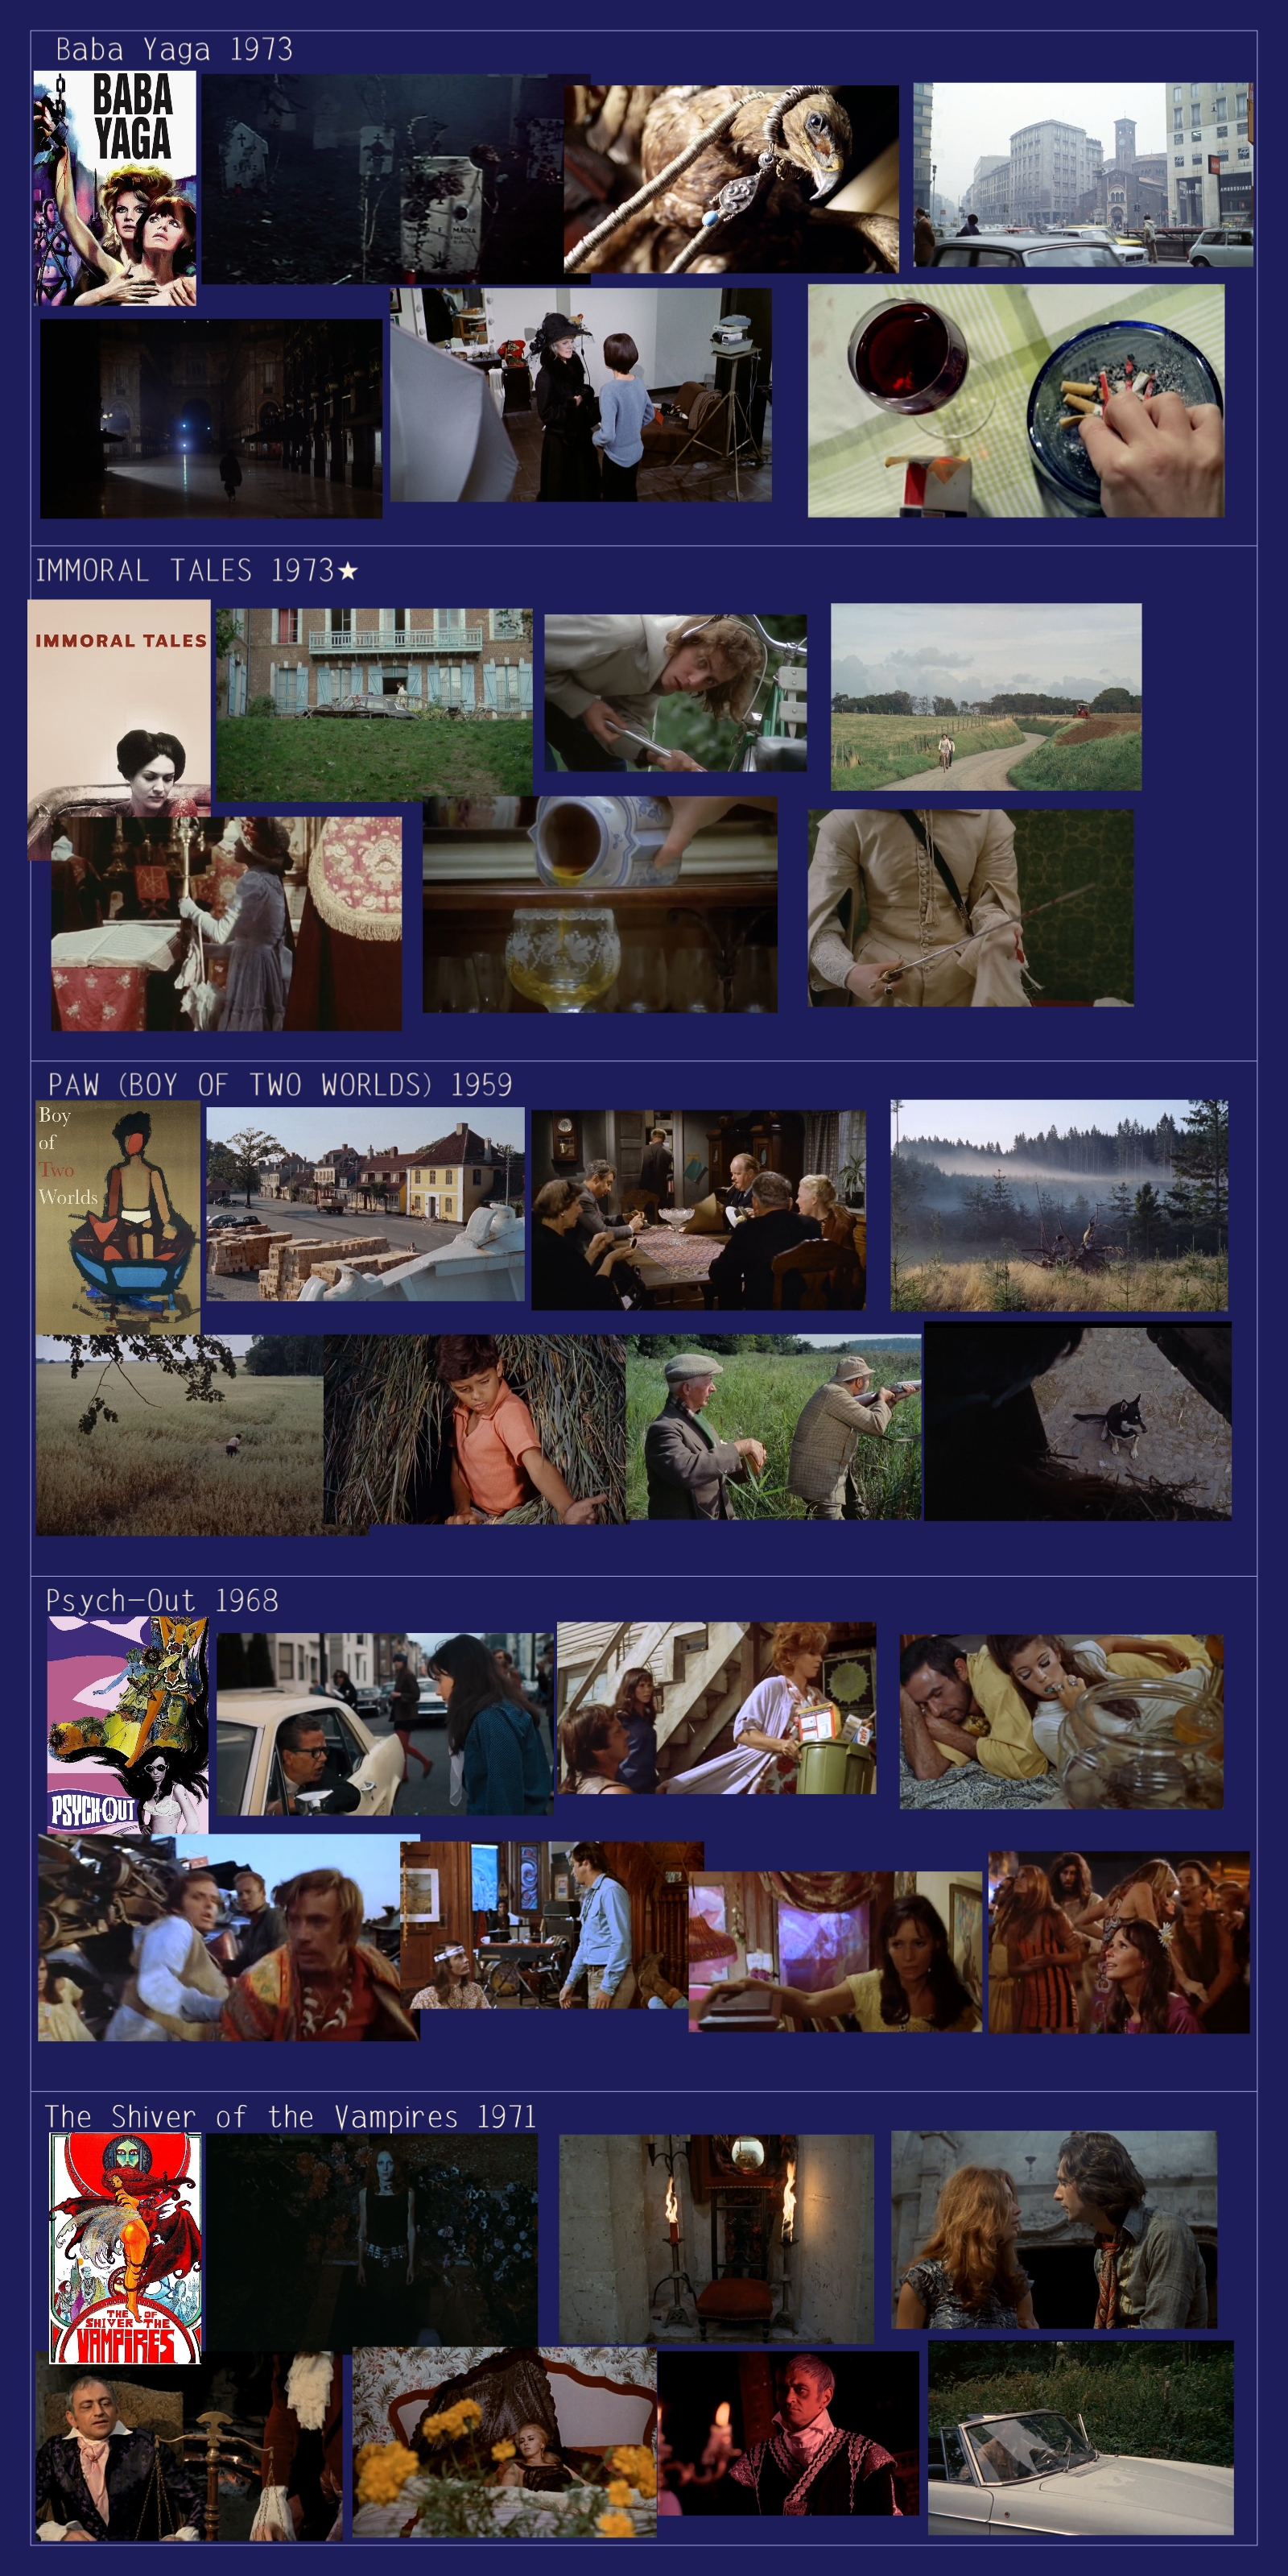 Baba Yaga 1973
BABA
YAGA
IMMORAL TALES 1973★
IMMORAL TALES
PAW (BOY OF TWO WORLDS) 1959
Boy
of
Two
Worlds
Psych-Out 1968
PSYCH-OUT
The Shiver of the Vampires 1971
THE OF
SHIVER THE
VAMPIRES